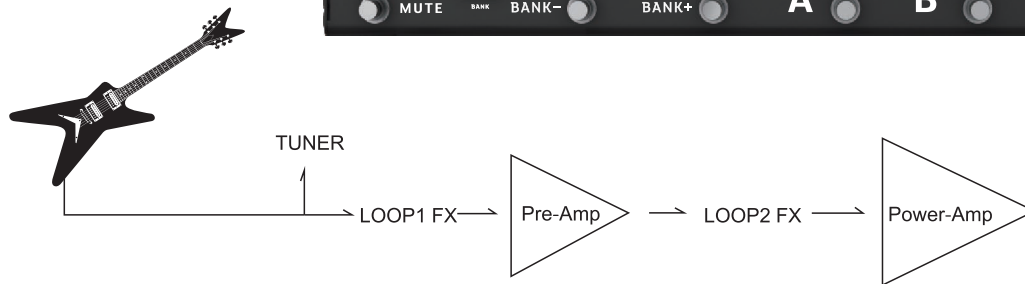 MUTE BANK BANK- BANK+ A B
TUNER
LOOP1 FX Pre-Amp LOOP2 FX Power-Amp